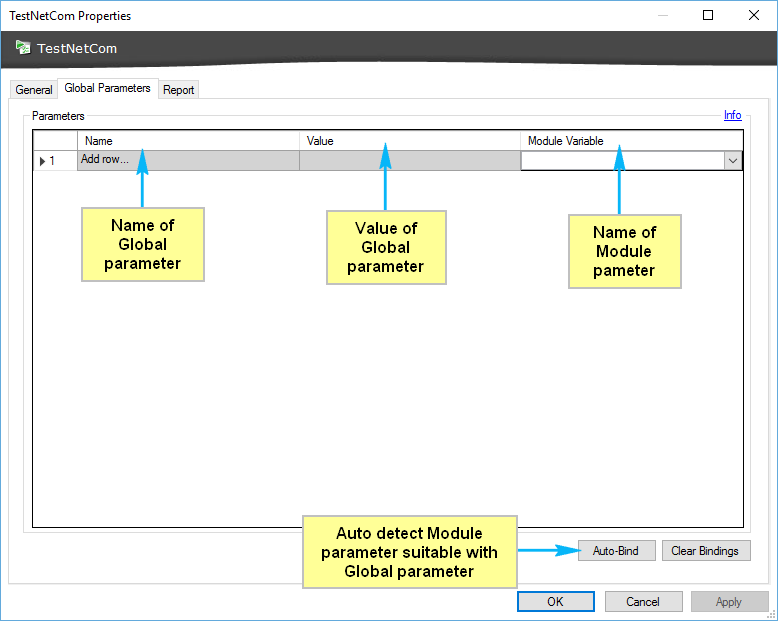 TestNetCom Properties
TestNetCom
General Global Parameters Report
Parameters Info
Name Value Module Variable
1 Add row...
Name of
Global
parameter
Value of
Global
parameter
Name of
Module
pameter
Auto detect Module
parameter suitable with
Global parameter
Auto-Bind Clear Bindings
OK Cancel Apply